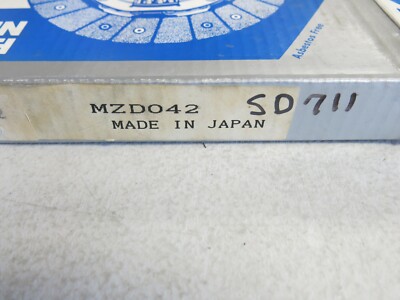 Asbestos Free
MZD042 SD711
MADE IN JAPAN